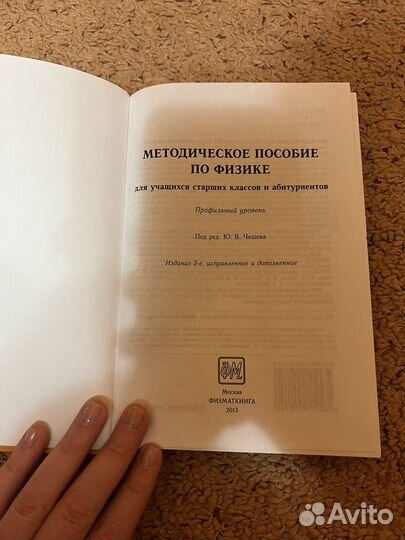 МЕТОДИЧЕСКОЕ ПОСОБИЕ
ПО ФИЗИКЕ
для учащихся старших классов и абитуриентов
Профильный уровень
Под ред. Ю. В. Чешева
Издание 3-е, исправленное и дополненное
ФМ
Москва
ФИЗМАТКНИГА
2013
Avito